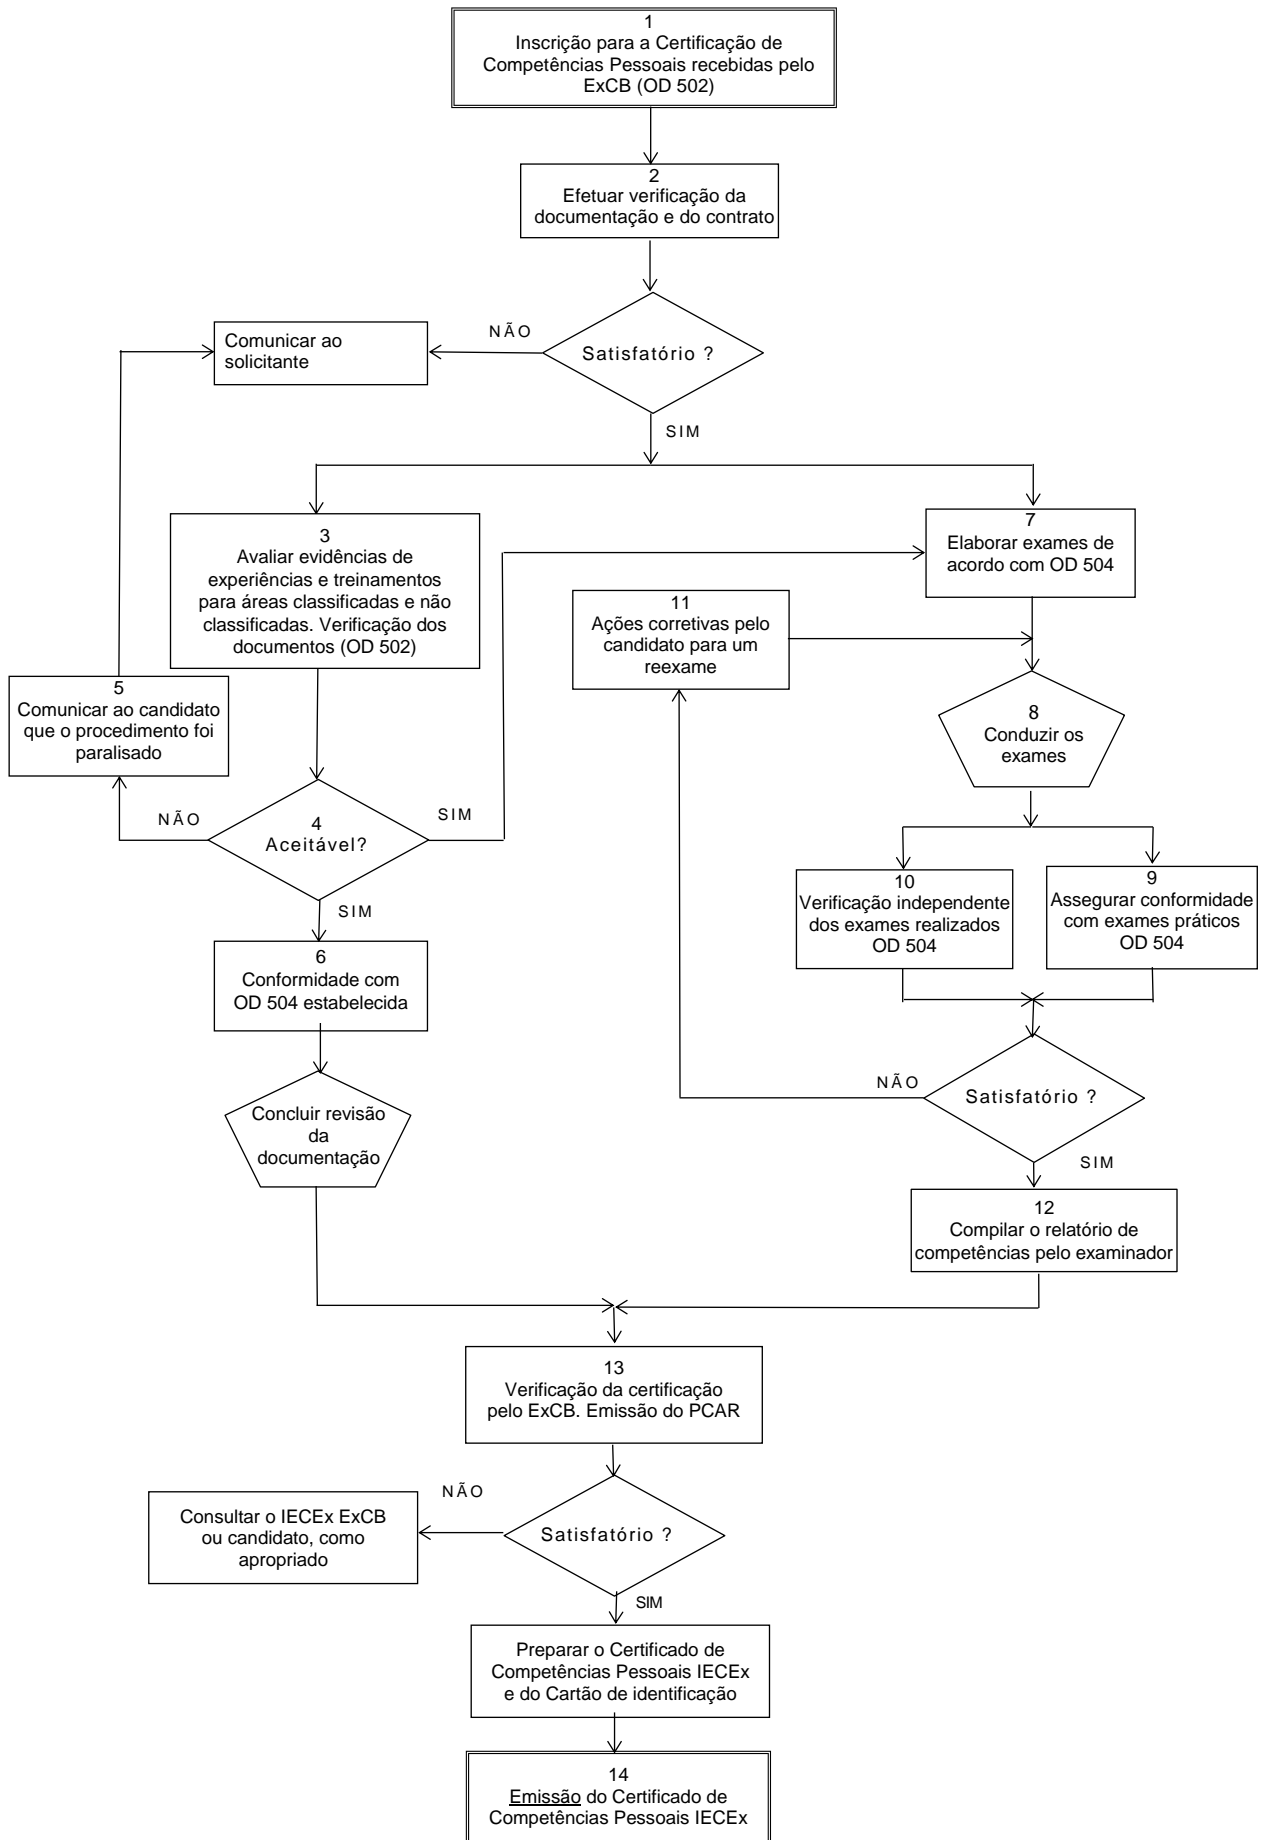 1
Inscrição para a Certificação de
Competências Pessoais recebidas pelo
ExCB (OD 502)
2
Efetuar verificação da
documentação e do contrato
Satisfatório ?
NÃO
Comunicar ao
solicitante
SIM
3
Avaliar evidências de
experiências e treinamentos
para áreas classificadas e não
classificadas. Verificação dos
documentos (OD 502)
7
Elaborar exames de
acordo com OD 504
11
Ações corretivas pelo
candidato para um
reexame
5
Comunicar ao candidato
que o procedimento foi
paralisado
8
Conduzir os
exames
NÃO
4
Aceitável?
SIM
SIM
10
Verificação independente
dos exames realizados
OD 504
9
Assegurar conformidade
com exames práticos
OD 504
6
Conformidade com
OD 504 estabelecida
NÃO
Satisfatório ?
SIM
Concluir revisão
da
documentação
12
Compilar o relatório de
competências pelo examinador
13
Verificação da certificação
pelo ExCB. Emissão do PCAR
NÃO
Satisfatório ?
Consultar o IECEx ExCB
ou candidato, como
apropriado
SIM
Preparar o Certificado de
Competências Pessoais IECEx
e do Cartão de identificação
14
Emissão do Certificado de
Competências Pessoais IECEx